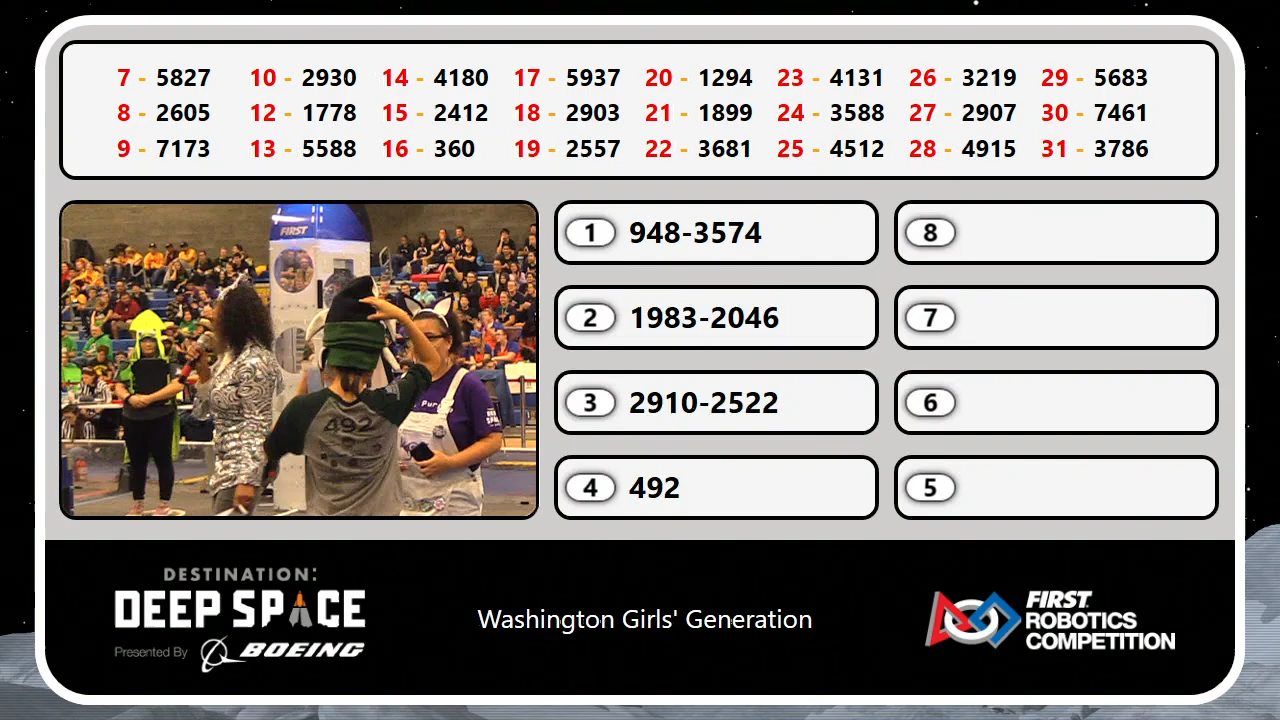 7 - 5827 10 - 2930 14 - 4180 17 - 5937 20 - 1294 23 - 4131 26 - 3219 29 - 5683
8 - 2605 12 - 1778 15 - 2412 18 - 2903 21 - 1899 24 - 3588 27 - 2907 30 - 7461
9 - 7173 13 - 5588 16 - 360 19 - 2557 22 - 3681 25 - 4512 28 - 4915 31 - 3786
FIRST
492
1 948-3574
2 1983-2046
3 2910-2522
4 492
8
7
6
5
DESTINATION:
DEEP SPACE
Presented By BOEING
Washington Girls' Generation
FIRST
ROBOTICS
COMPETITION